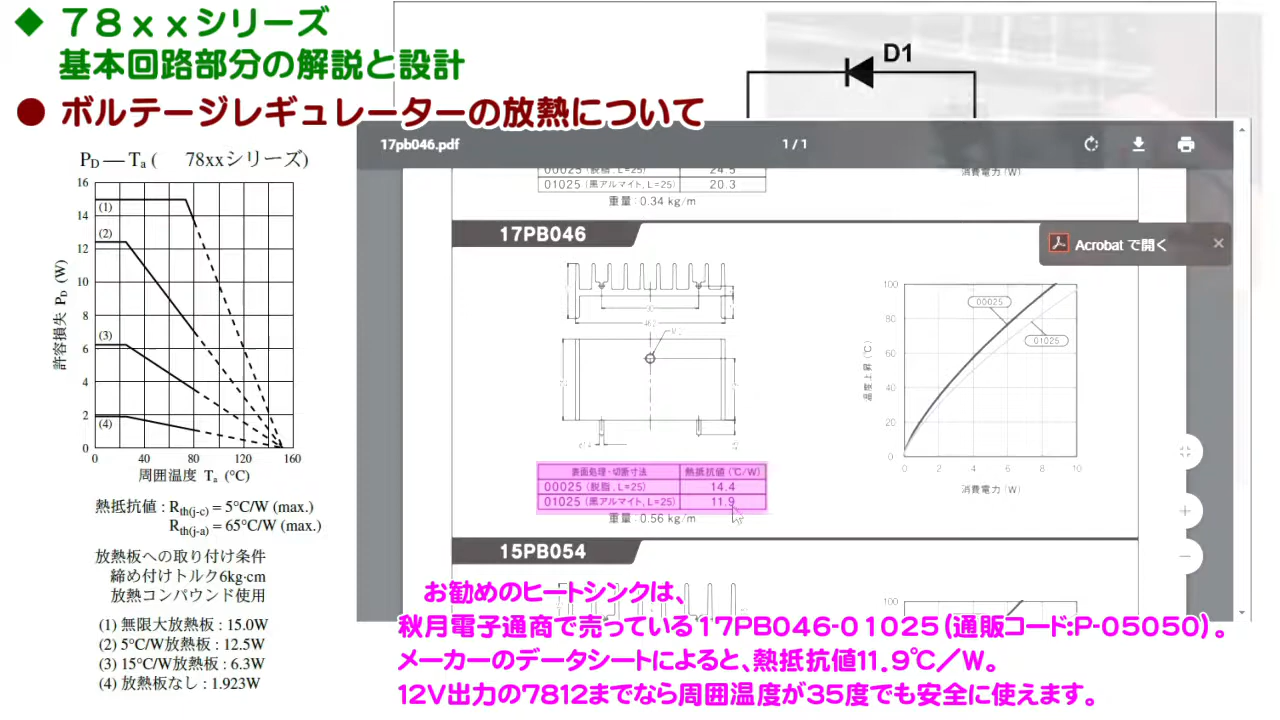 ◆ ７８ｘｘシリーズ
基本回路部分の解説と設計
● ボルテージレギュレーターの放熱について
D1
17pb046.pdf
1 / 1
PD — Ta ( 78xxシリーズ)
16
14
12
10
8
6
4
2
0
(1)
(2)
(3)
(4)
許容損失 PD (W)
0 40 80 120 160
周囲温度 Ta (°C)
熱抵抗値 : Rth(j-c) = 5°C/W (max.)
Rth(j-a) = 65°C/W (max.)
放熱板への取り付け条件
締め付けトルク6kg·cm
放熱コンパウンド使用
(1) 無限大放熱板 : 15.0W
(2) 5°C/W放熱板 : 12.5W
(3) 15°C/W放熱板 : 6.3W
(4) 放熱板なし : 1.923W
00025 (脱脂, L=25) 24.5
01025 (黒アルマイト, L=25) 20.3
重量 : 0.34 kg/m
消費電力 (W)
17PB046
Acrobat で開く
表面処理・切断寸法 熱抵抗値 (℃/W)
00025 (脱脂, L=25) 14.4
01025 (黒アルマイト, L=25) 11.9
重量 : 0.56 kg/m
100
80
60
40
20
0
温度上昇 (℃)
00025
01025
0 2 4 6 8 10
消費電力 (W)
15PB054
100
80
お勧めのヒートシンクは、
秋月電子通商で売っている１７PB046-０１０２５（通販コード:P-05050）。
メーカーのデータシートによると、熱抵抗値11.9℃／W。
12V出力の7812までなら周囲温度が35度でも安全に使えます。